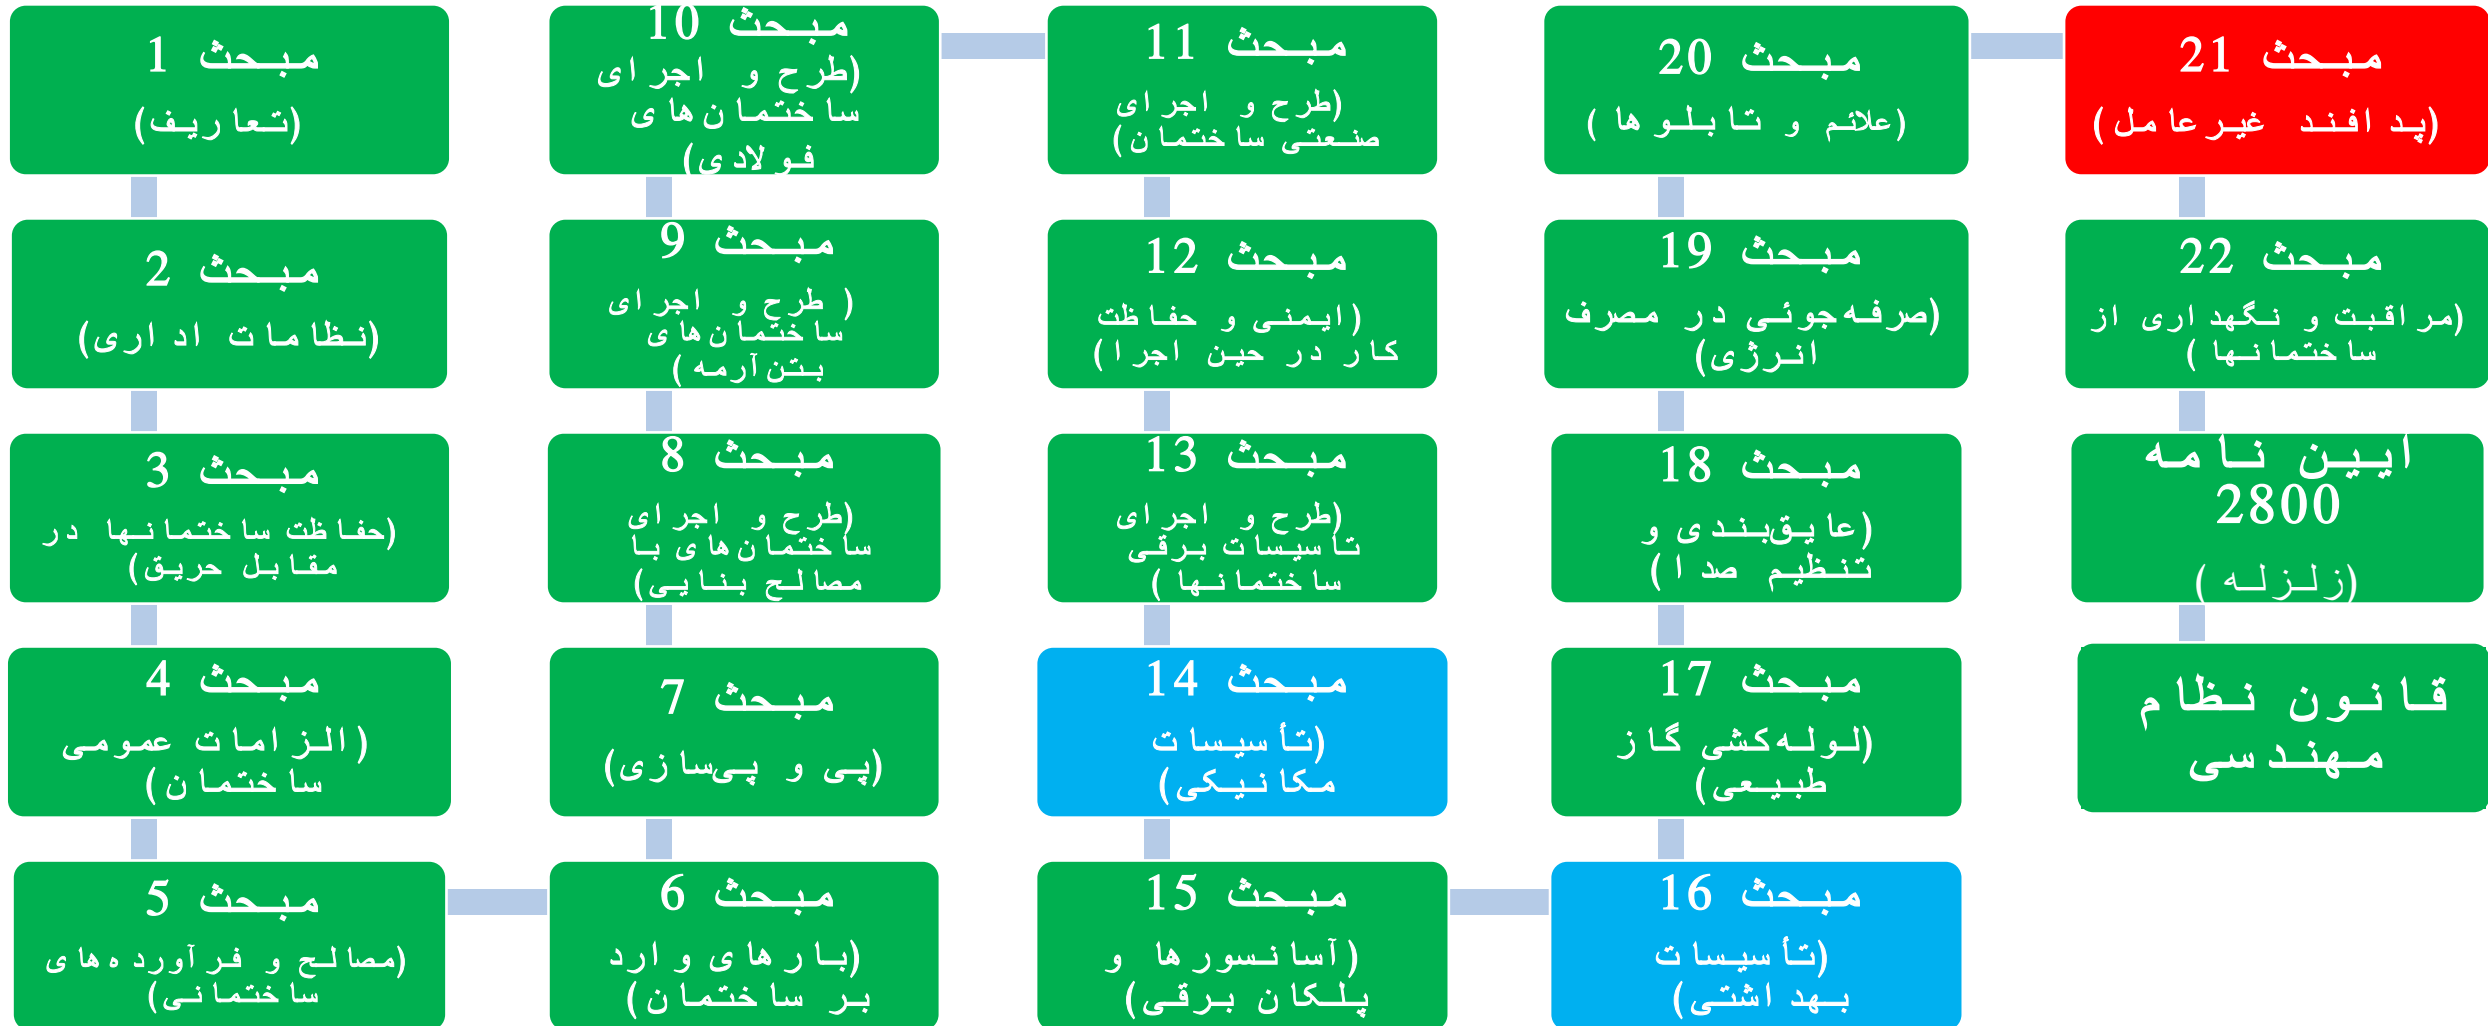 مبحث 1
(تعاریف)
مبحث 2
(نظامات اداری)
مبحث 3
(حفاظت ساختمانها در
مقابل حریق)
مبحث 4
(الزامات عمومی
ساختمان)
مبحث 5
(مصالح و فرآورده‌های
ساختمانی)
مبحث 6
(بارهای وارد
بر ساختمان)
مبحث 7
(پی و پی‌سازی)
مبحث 8
(طرح و اجرای
ساختمان‌های با
مصالح بنایی)
مبحث 9
( طرح و اجرای
ساختمان‌های
بتن‌آرمه)
مبحث 10
(طرح و اجرای
ساختمان‌های
فولادی)
مبحث 11
(طرح و اجرای
صنعتی ساختمان)
مبحث 12
(ایمنی و حفاظت
کار در حین اجرا)
مبحث 13
(طرح و اجرای
تاسیسات برقی
ساختمانها)
مبحث 14
(تأسیسات
مکانیکی)
مبحث 15
(آسانسورها و
پلکان برقی)
مبحث 16
(تأسیسات
بهداشتی)
مبحث 17
(لوله‌کشی گاز
طبیعی)
مبحث 18
(عایق‌بندی و
تنظیم صدا)
مبحث 19
(صرفه‌جوئی در مصرف
انرژی)
مبحث 20
(علائم و تابلوها)
مبحث 21
(پدافند غیرعامل)
مبحث 22
(مراقبت و نگهداری از
ساختمانها)
ایین نامه
2800
(زلزله)
قانون نظام
مهندسی